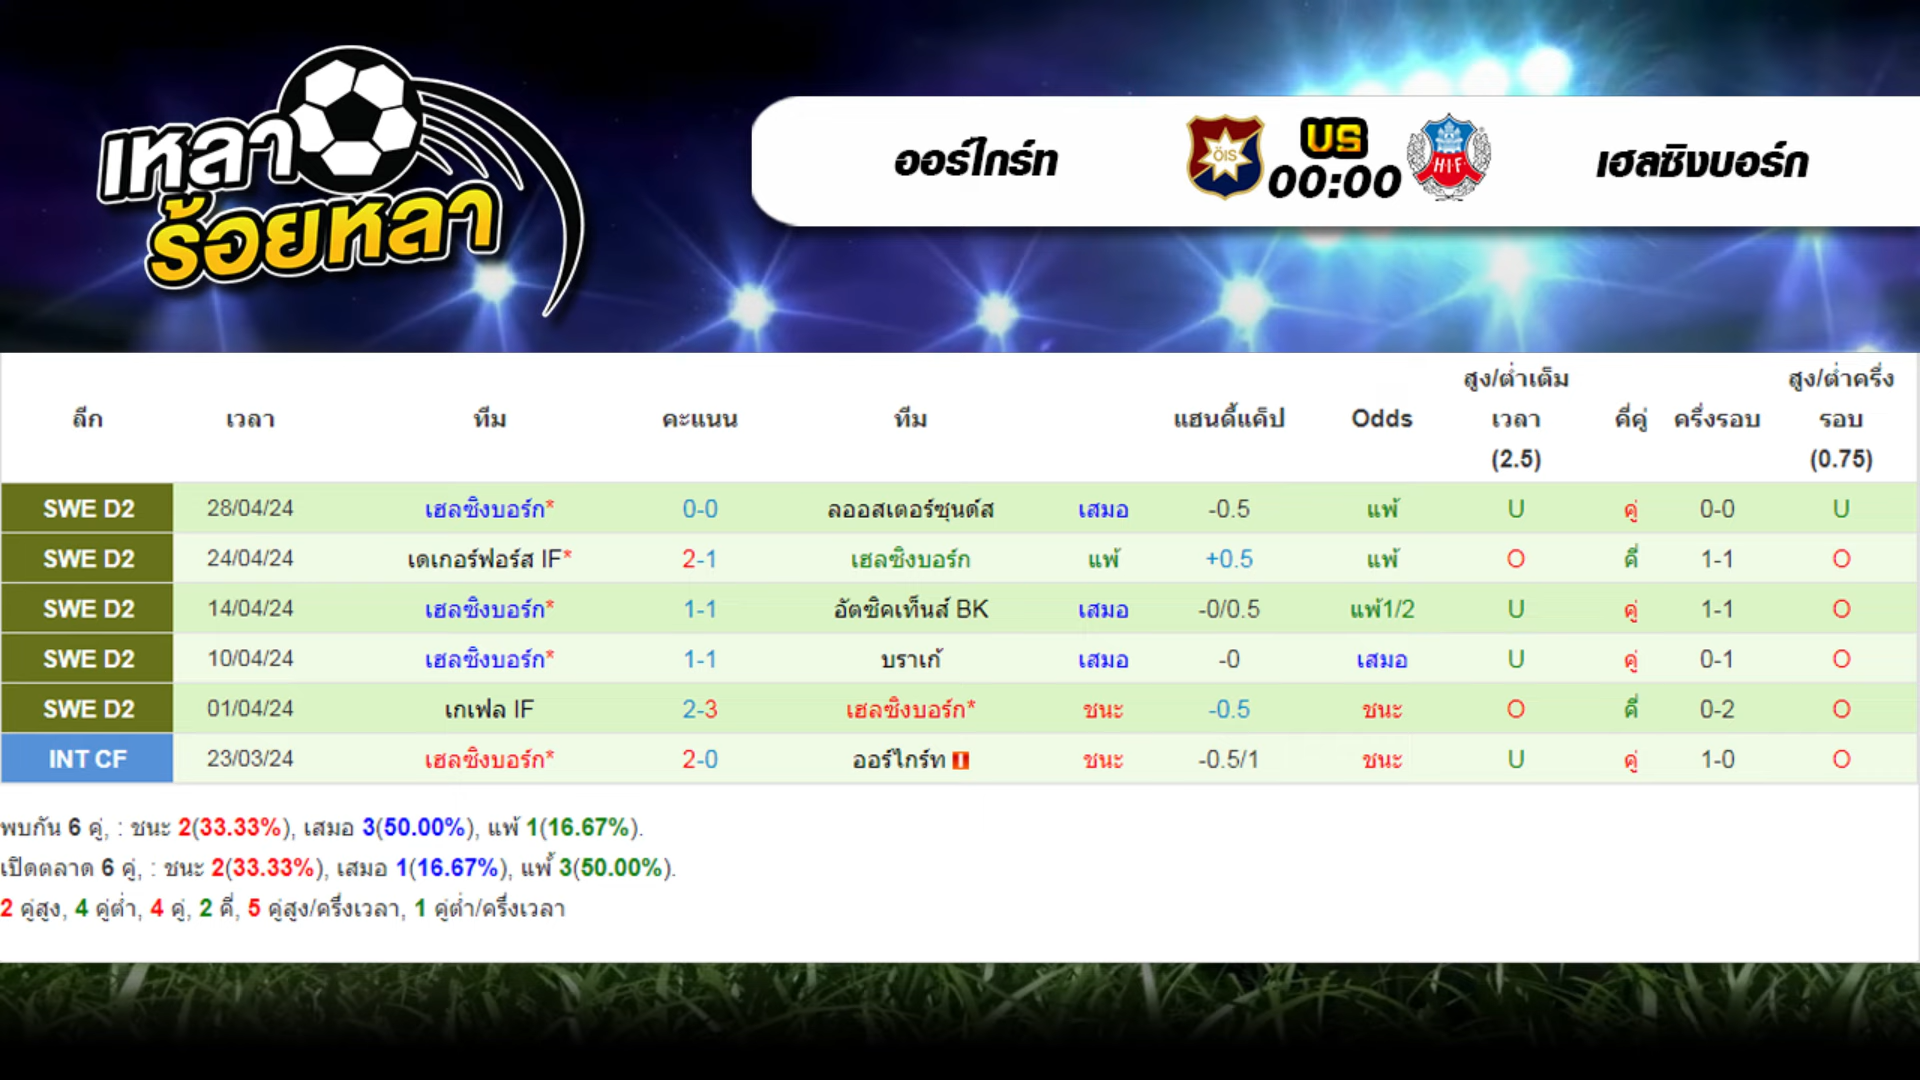 เหลา
ร้อยหลา
ออร์ไกร์ท ÖIS VS 00:00 H·I·F เฮลซิงบอร์ก
ลีก เวลา ทีม คะแนน ทีม แฮนดี้แค็ป Odds สูง/ต่ำเต็มเวลา (2.5) คี่คู่ ครึ่งรอบ สูง/ต่ำครึ่งรอบ (0.75)
SWE D2 28/04/24 เฮลซิงบอร์ก* 0-0 ลออสเตอร์ซุนด์ส เสมอ -0.5 แพ้ U คู่ 0-0 U
SWE D2 24/04/24 เดเกอร์ฟอร์ส IF* 2-1 เฮลซิงบอร์ก แพ้ +0.5 แพ้ O คี่ 1-1 O
SWE D2 14/04/24 เฮลซิงบอร์ก* 1-1 อัตซิคเท็นส์ BK เสมอ -0/0.5 แพ้1/2 U คู่ 1-1 O
SWE D2 10/04/24 เฮลซิงบอร์ก* 1-1 บราเก้ เสมอ -0 เสมอ U คู่ 0-1 O
SWE D2 01/04/24 เกเฟล IF 2-3 เฮลซิงบอร์ก* ชนะ -0.5 ชนะ O คี่ 0-2 O
INT CF 23/03/24 เฮลซิงบอร์ก* 2-0 ออร์ไกร์ท ชนะ -0.5/1 ชนะ U คู่ 1-0 O
พบกัน 6 คู่, : ชนะ 2(33.33%), เสมอ 3(50.00%), แพ้ 1(16.67%).
เปิดตลาด 6 คู่, : ชนะ 2(33.33%), เสมอ 1(16.67%), แพ้ 3(50.00%).
2 คู่สูง, 4 คู่ต่ำ, 4 คู่, 2 คี่, 5 คู่สูง/ครึ่งเวลา, 1 คู่ต่ำ/ครึ่งเวลา